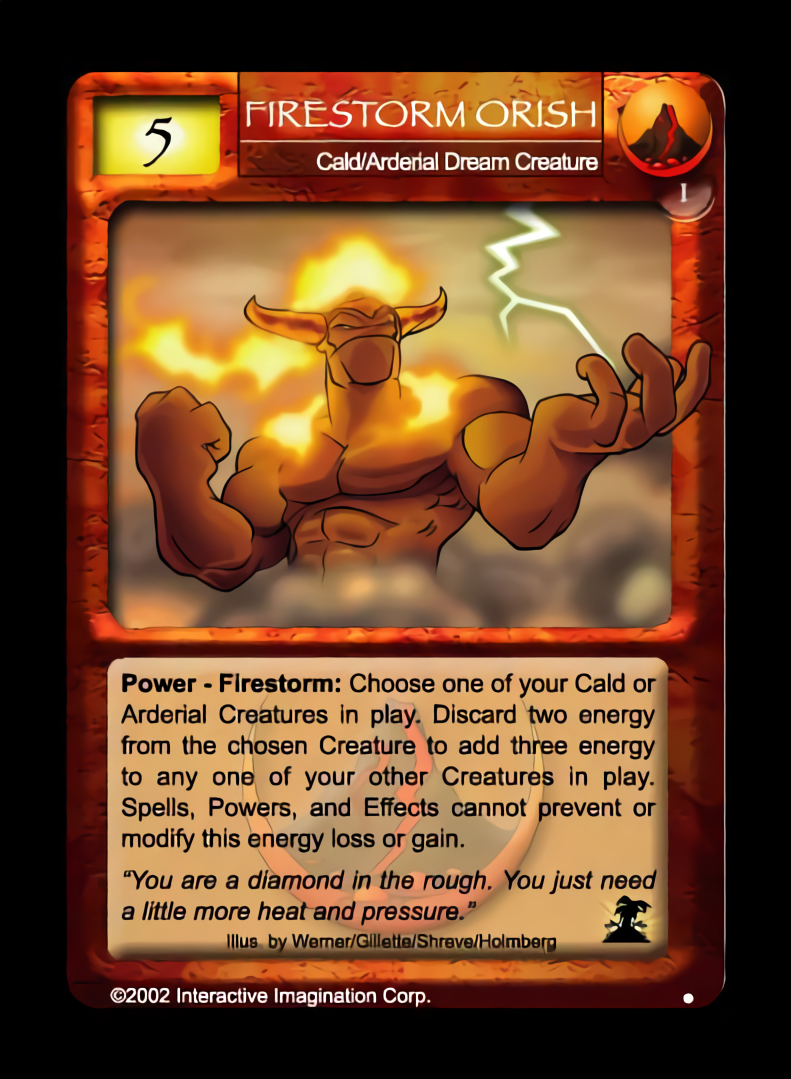 5
FIRESTORM ORISH
Cald/Arderial Dream Creature
1
Power - Firestorm: Choose one of your Cald or
Arderial Creatures in play. Discard two energy
from the chosen Creature to add three energy
to any one of your other Creatures in play.
Spells, Powers, and Effects cannot prevent or
modify this energy loss or gain.
"You are a diamond in the rough. You just need
a little more heat and pressure."
Illus. by Werner/Gillette/Shreve/Holmberg
©2002 Interactive Imagination Corp.